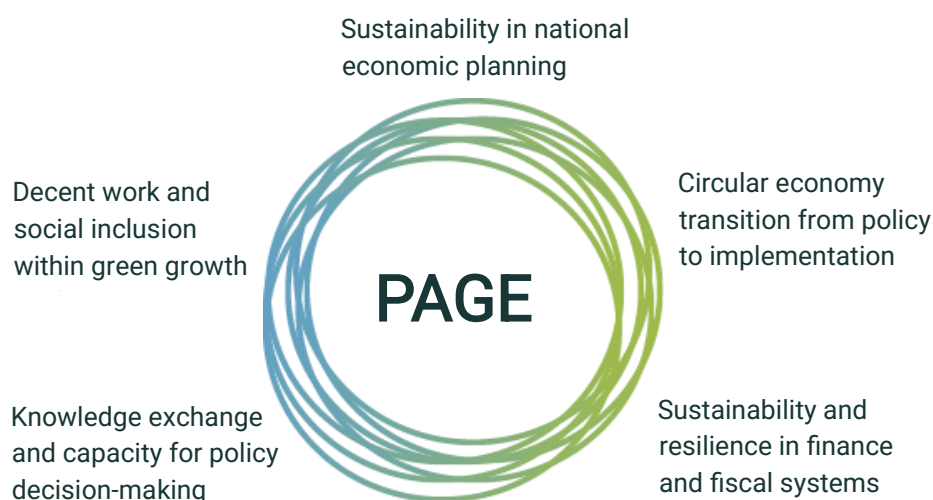 Sustainability in national
economic planning
Decent work and
social inclusion
within green growth
Circular economy
transition from policy
to implementation
PAGE
Knowledge exchange
and capacity for policy
decision-making
Sustainability and
resilience in finance
and fiscal systems